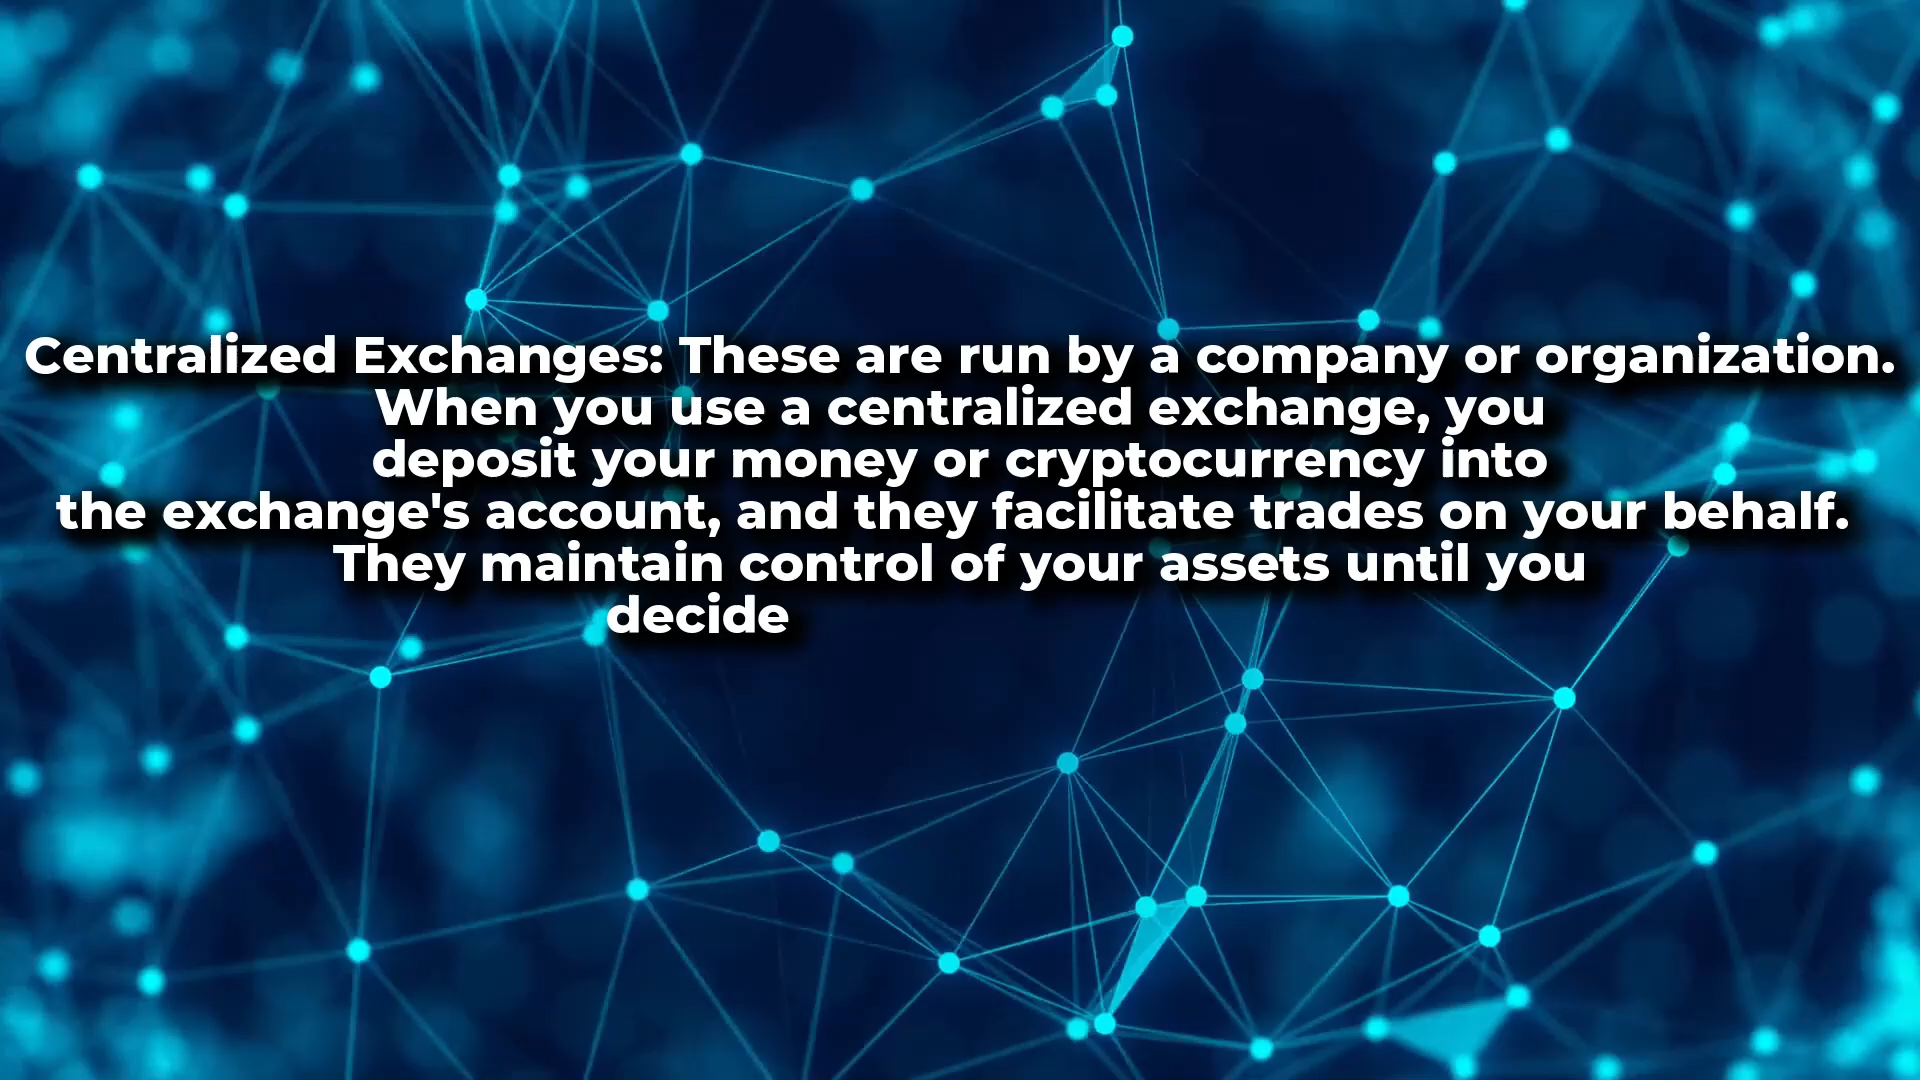 Centralized Exchanges: These are run by a company or organization.
When you use a centralized exchange, you
deposit your money or cryptocurrency into
the exchange's account, and they facilitate trades on your behalf.
They maintain control of your assets until you
decide